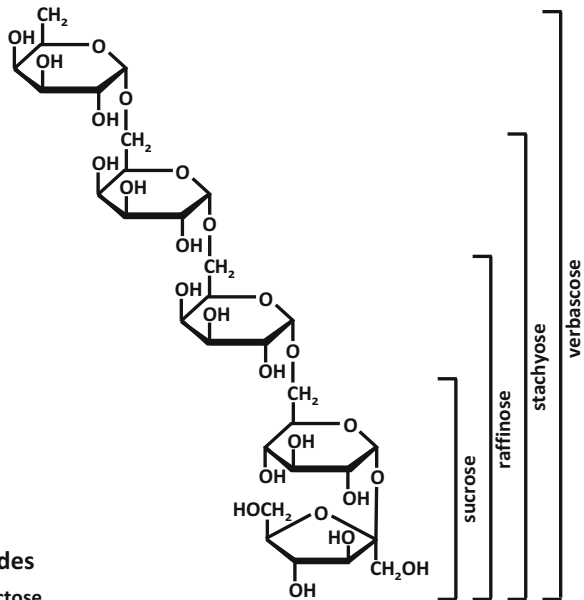 CH₂
OH
O
OH
O
OH
CH₂
OH
O
OH
O
OH
CH₂
OH
O
OH
O
OH
CH₂
O
OH
OH
O
OH
HOCH₂
O
HO
CH₂OH
OH
sucrose
raffinose
stachyose
verbascose
des
ctose